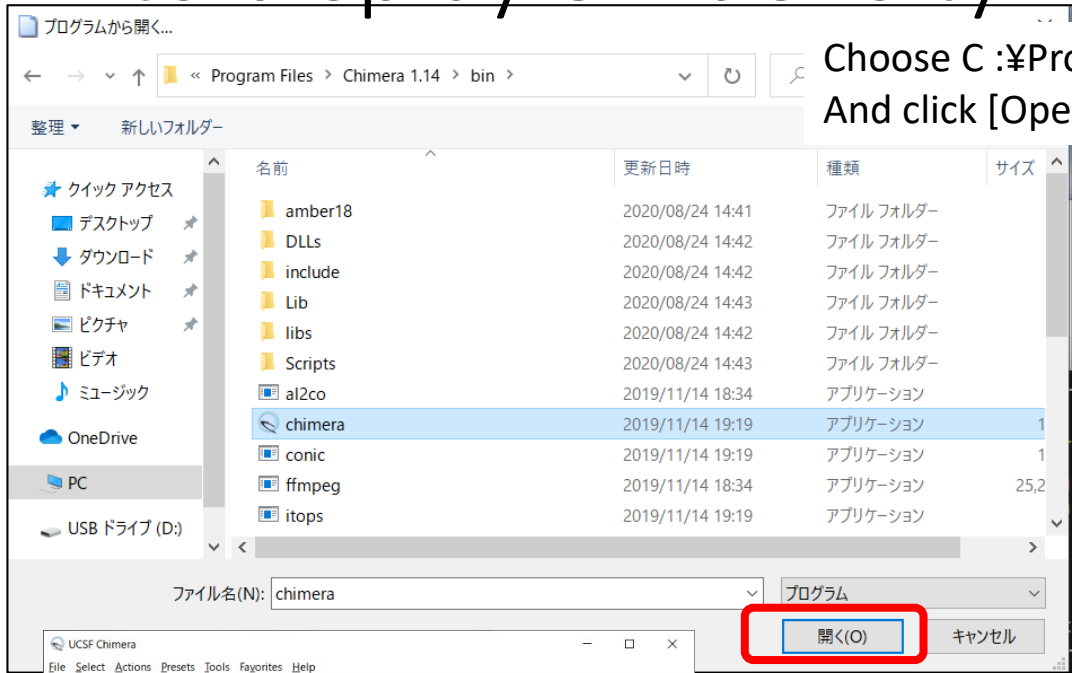 プログラムから開く...
Choose C :¥Pro
And click [Ope
« Program Files > Chimera 1.14 > bin >
整理 新しいフォルダー
名前 更新日時 種類 サイズ
クイック アクセス
デスクトップ
ダウンロード
ドキュメント
ピクチャ
ビデオ
ミュージック
OneDrive
PC
USB ドライブ (D:)
amber18 2020/08/24 14:41 ファイル フォルダー
DLLs 2020/08/24 14:42 ファイル フォルダー
include 2020/08/24 14:42 ファイル フォルダー
Lib 2020/08/24 14:43 ファイル フォルダー
libs 2020/08/24 14:42 ファイル フォルダー
Scripts 2020/08/24 14:43 ファイル フォルダー
al2co 2019/11/14 18:34 アプリケーション
chimera 2019/11/14 19:19 アプリケーション 1
conic 2019/11/14 19:19 アプリケーション 1
ffmpeg 2019/11/14 18:34 アプリケーション 25,2
itops 2019/11/14 19:19 アプリケーション
ファイル名(N): chimera プログラム
開く(O) キャンセル
UCSF Chimera
File Select Actions Presets Tools Favorites Help